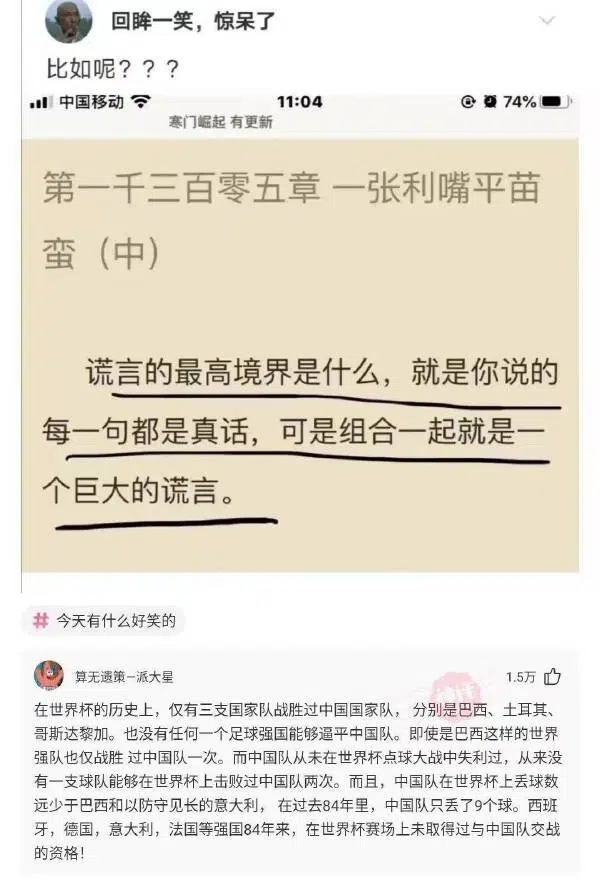 回眸一笑，惊呆了
比如呢？？？
中国移动 11:04 74%
寒门崛起 有更新
第一千三百零五章 一张利嘴平苗
蛮（中）
谎言的最高境界是什么，就是你说的
每一句都是真话，可是组合一起就是一
个巨大的谎言。
# 今天有什么好笑的
算无遗策—派大星 1.5万
在世界杯的历史上，仅有三支国家队战胜过中国国家队， 分别是巴西、土耳其、
哥斯达黎加。也没有任何一个足球强国能够逼平中国队。即使是巴西这样的世界
强队也仅战胜 过中国队一次。而中国队从未在世界杯点球大战中失利过，从来没
有一支球队能够在世界杯上击败过中国队两次。而且，中国队在世界杯上丢球数
远少于巴西和以防守见长的意大利， 在过去84年里，中国队只丢了9个球。西班
牙，德国，意大利，法国等强国84年来，在世界杯赛场上未取得过与中国队交战
的资格！